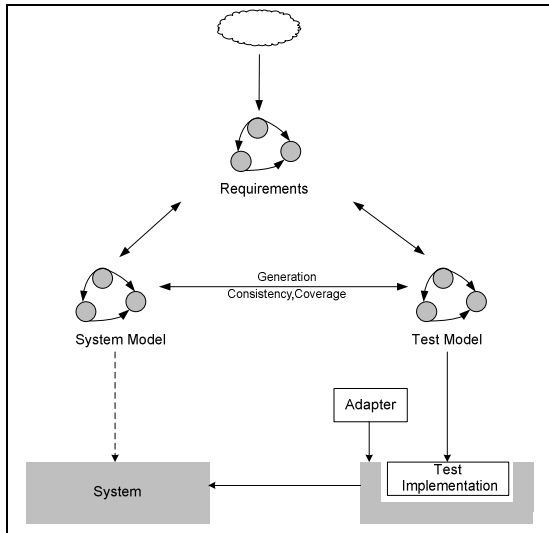 Requirements
Generation
Consistency,Coverage
System Model
Test Model
Adapter
System
Test
Implementation